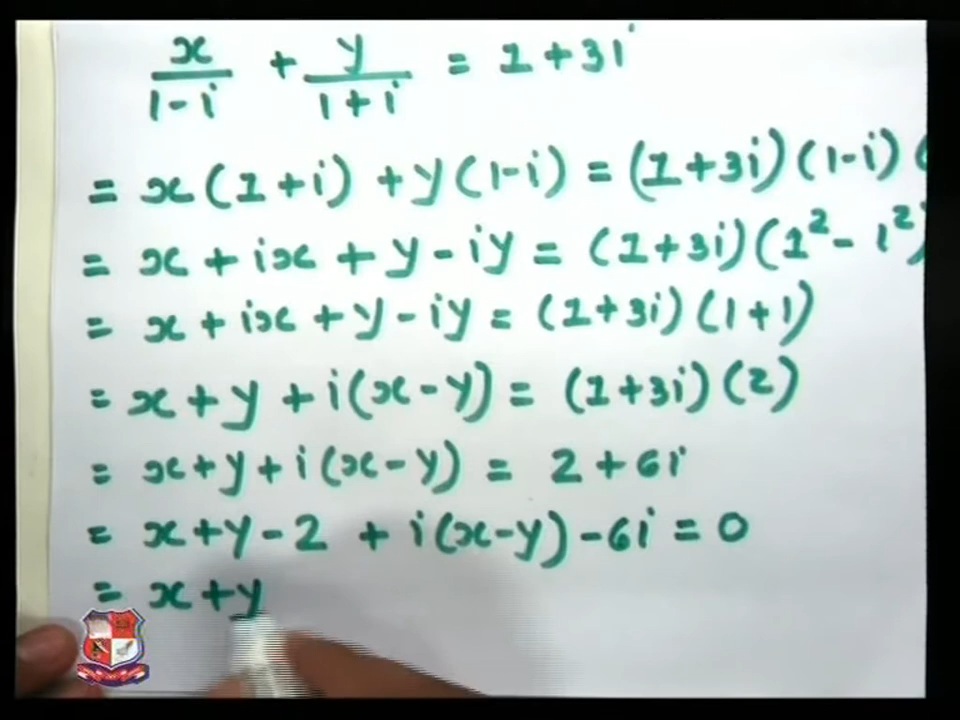 x/(1-i) + y/(1+i) = 1+3i
= x(1+i) + y(1-i) = (1+3i)(1-i)(
= x+ix+y-iy = (1+3i)(1²-i²)
= x+ix+y-iy = (1+3i)(1+1)
= x+y+i(x-y) = (1+3i)(2)
= x+y+i(x-y) = 2+6i
= x+y-2 + i(x-y)-6i = 0
= x+y